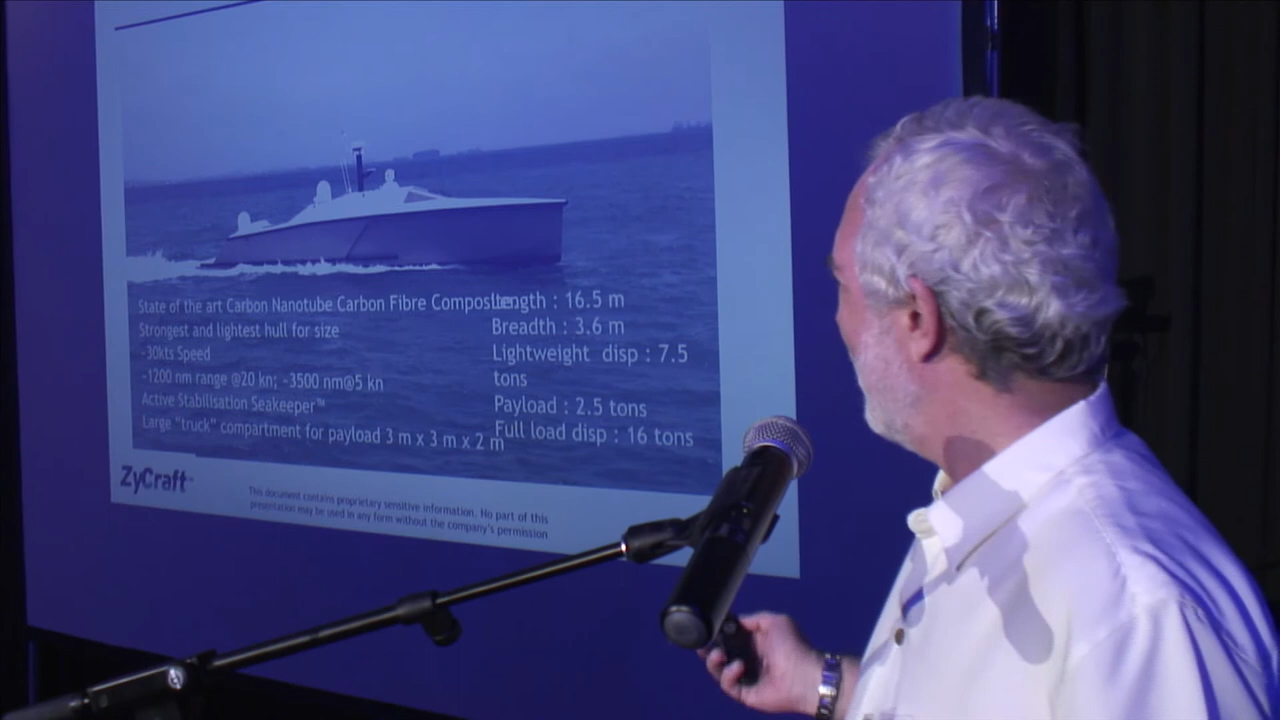 State of the art Carbon Nanotube Carbon Fibre Composite
Strongest and lightest hull for size
~30kts Speed
~1200 nm range @20 kn; ~3500 nm@5 kn
Active Stabilisation Seakeeper™
Large "truck" compartment for payload 3 m x 3 m x 2 m
Length : 16.5 m
Breadth : 3.6 m
Lightweight disp : 7.5
tons
Payload : 2.5 tons
Full load disp : 16 tons
ZyCraft™
This document contains proprietary sensitive information. No part of this
presentation may be used in any form without the company's permission